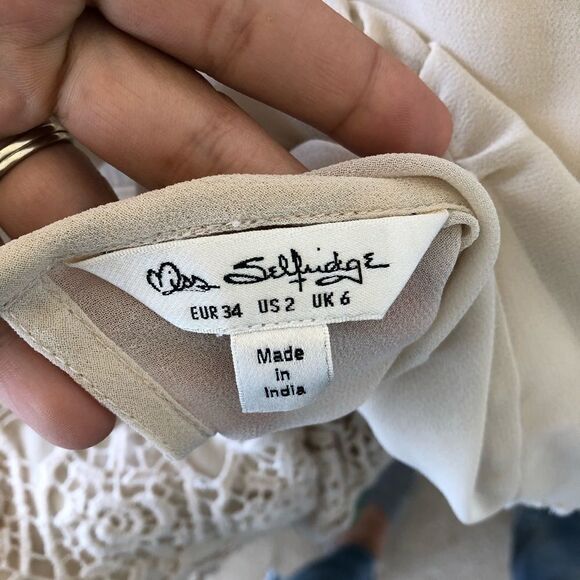 Miss Selfridge
EUR 34 US 2 UK 6
Made
in
India